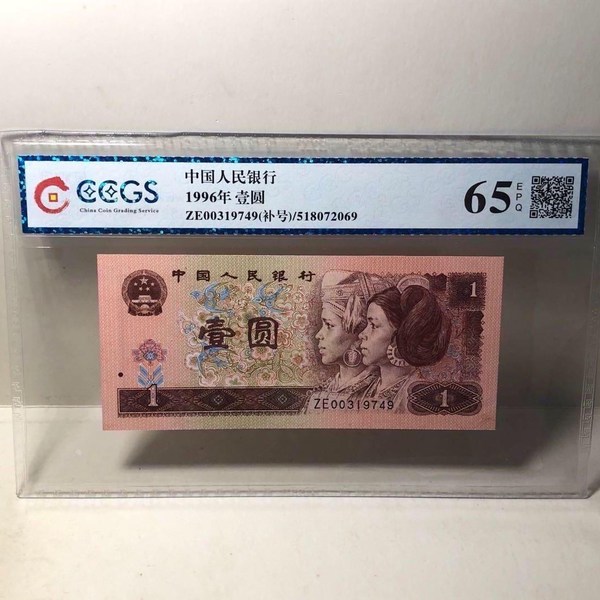 CCGS
China Coin Grading Service
中国人民银行
1996年 壹圆
ZE00319749(补号)/518072069
65
EPQ
中国人民银行
1
壹圆
1
ZE00319749
1